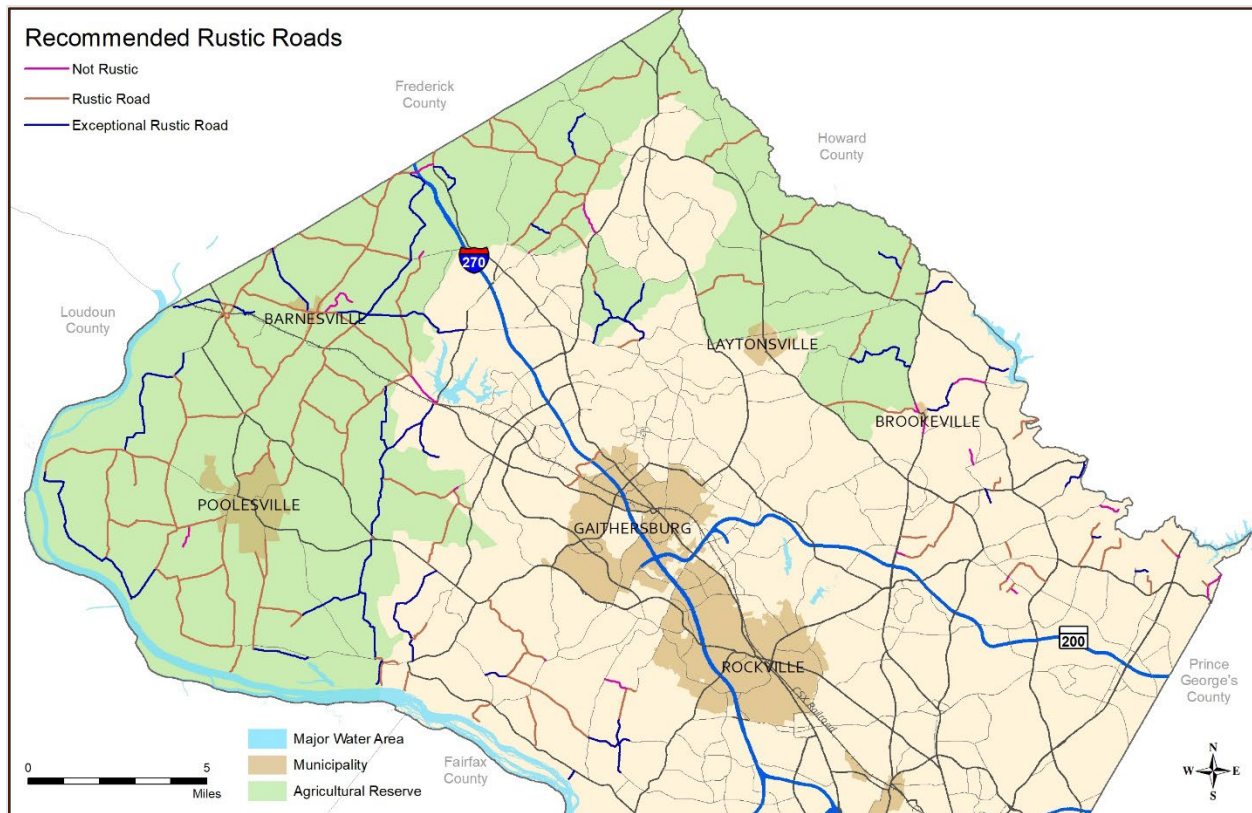 Recommended Rustic Roads
Not Rustic
Rustic Road
Exceptional Rustic Road
Frederick
County
Howard
County
270
Loudoun
County
BARNESVILLE
LAYTONSVILLE
BROOKEVILLE
POOLESVILLE
GAITHERSBURG
ROCKVILLE
200
CSX Railroad
Prince
George's
County
Major Water Area
Municipality
Agricultural Reserve
Fairfax
County
0 5
Miles
N
W E
S